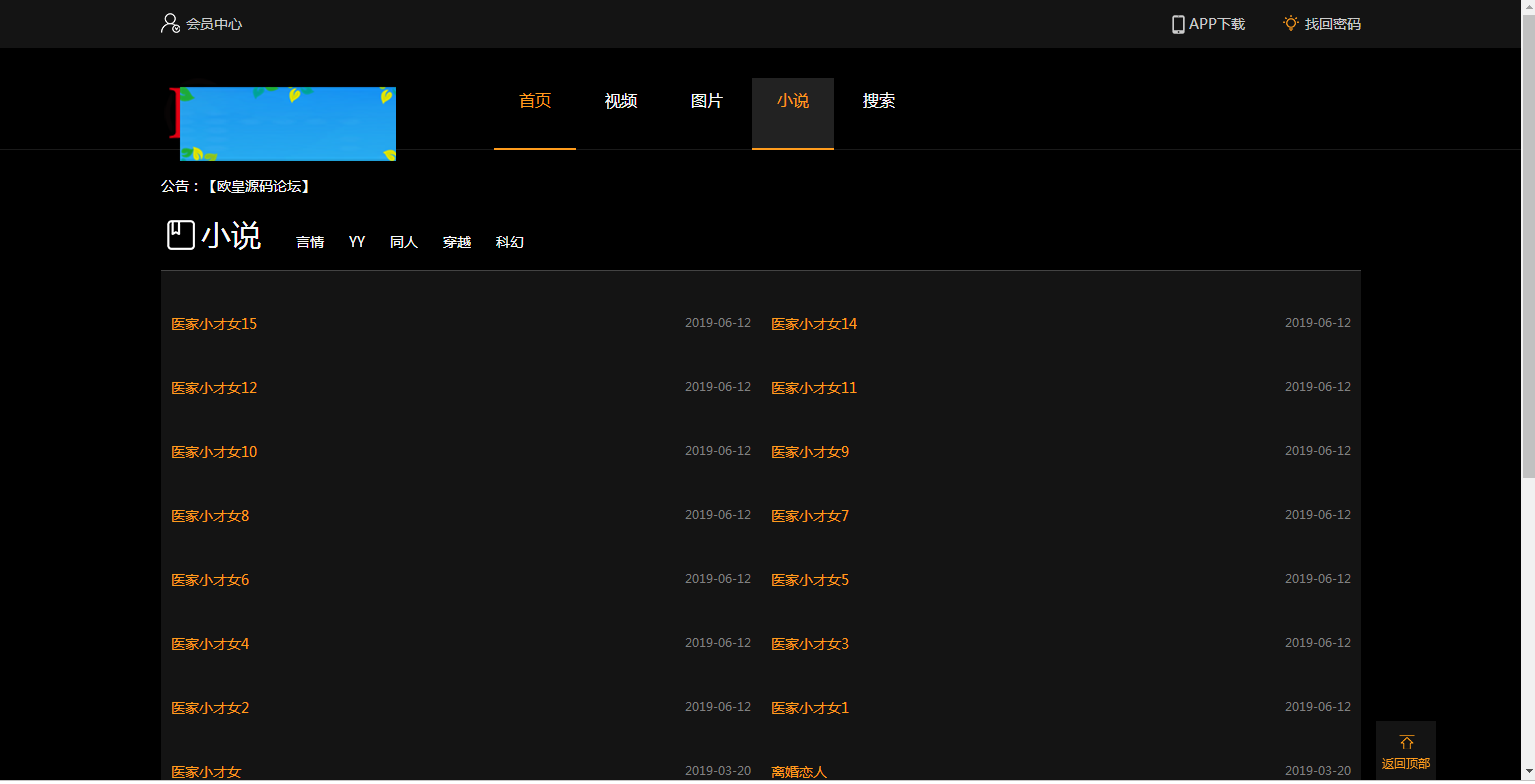 会员中心 APP下载 找回密码
首页 视频 图片 小说 搜索
公告：【欧皇源码论坛】
小说 言情 YY 同人 穿越 科幻
医家小才女15 2019-06-12 医家小才女14 2019-06-12
医家小才女12 2019-06-12 医家小才女11 2019-06-12
医家小才女10 2019-06-12 医家小才女9 2019-06-12
医家小才女8 2019-06-12 医家小才女7 2019-06-12
医家小才女6 2019-06-12 医家小才女5 2019-06-12
医家小才女4 2019-06-12 医家小才女3 2019-06-12
医家小才女2 2019-06-12 医家小才女1 2019-06-12
医家小才女 2019-03-20 离婚恋人 2019-03-20
返回顶部